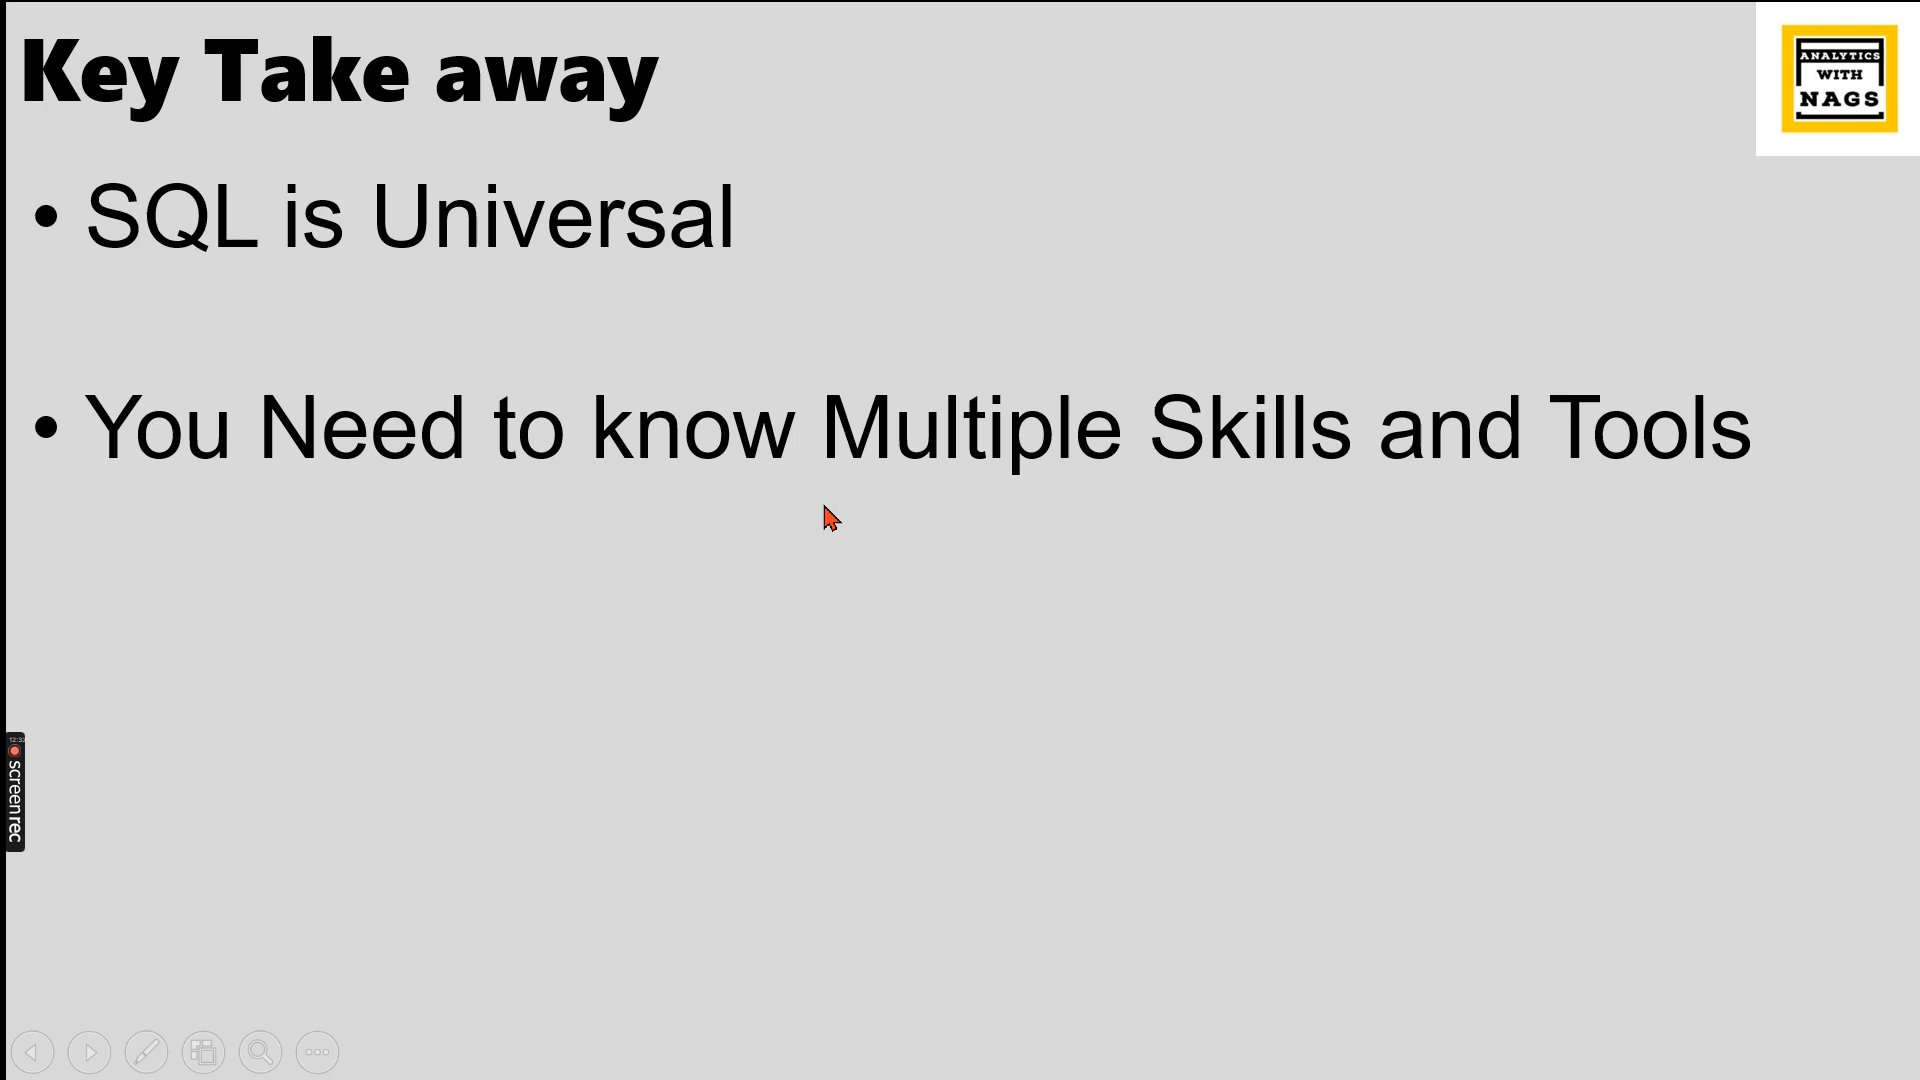 Key Take away
ANALYTICS
WITH
NAGS
• SQL is Universal
• You Need to know Multiple Skills and Tools
screenrec